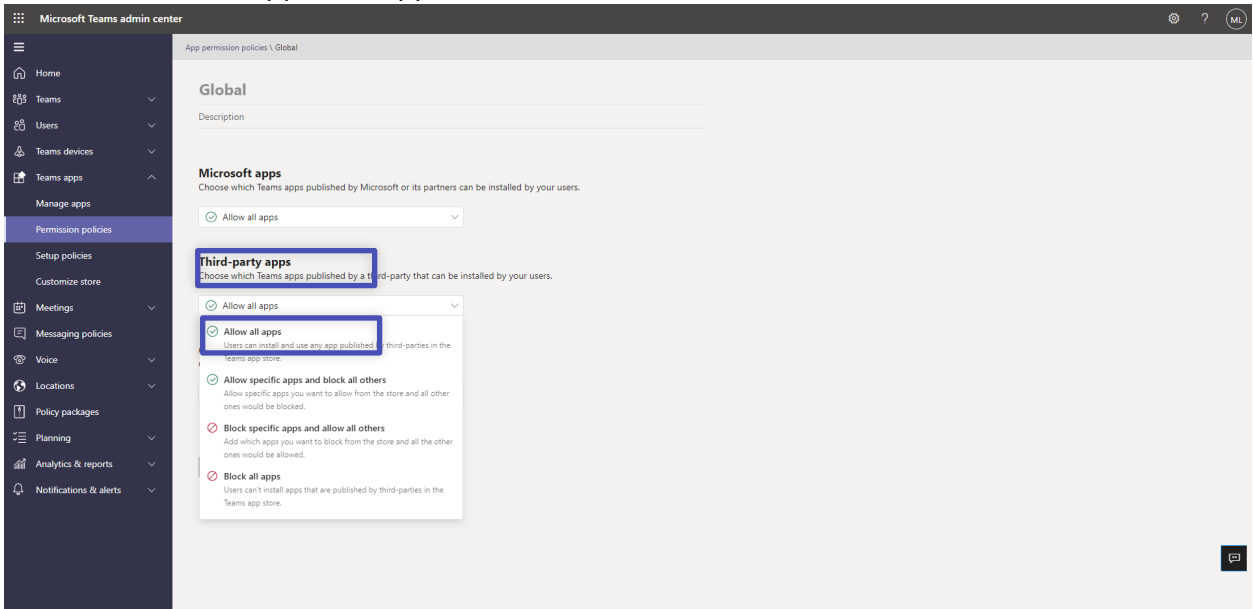 Microsoft Teams admin center
? ML
App permission policies \ Global
Home
Teams
Users
Teams devices
Teams apps
Manage apps
Permission policies
Setup policies
Customize store
Meetings
Messaging policies
Voice
Locations
Policy packages
Planning
Analytics & reports
Notifications & alerts
Global
Description
Microsoft apps
Choose which Teams apps published by Microsoft or its partners can be installed by your users.
Allow all apps
Third-party apps
Choose which Teams apps published by a third-party that can be installed by your users.
Allow all apps
Allow all apps
Users can install and use any app published by third-parties in the
Teams app store.
Allow specific apps and block all others
Allow specific apps you want to allow from the store and all other
ones would be blocked.
Block specific apps and allow all others
Add which apps you want to block from the store and all the other
ones would be allowed.
Block all apps
Users can't install apps that are published by third-parties in the
Teams app store.